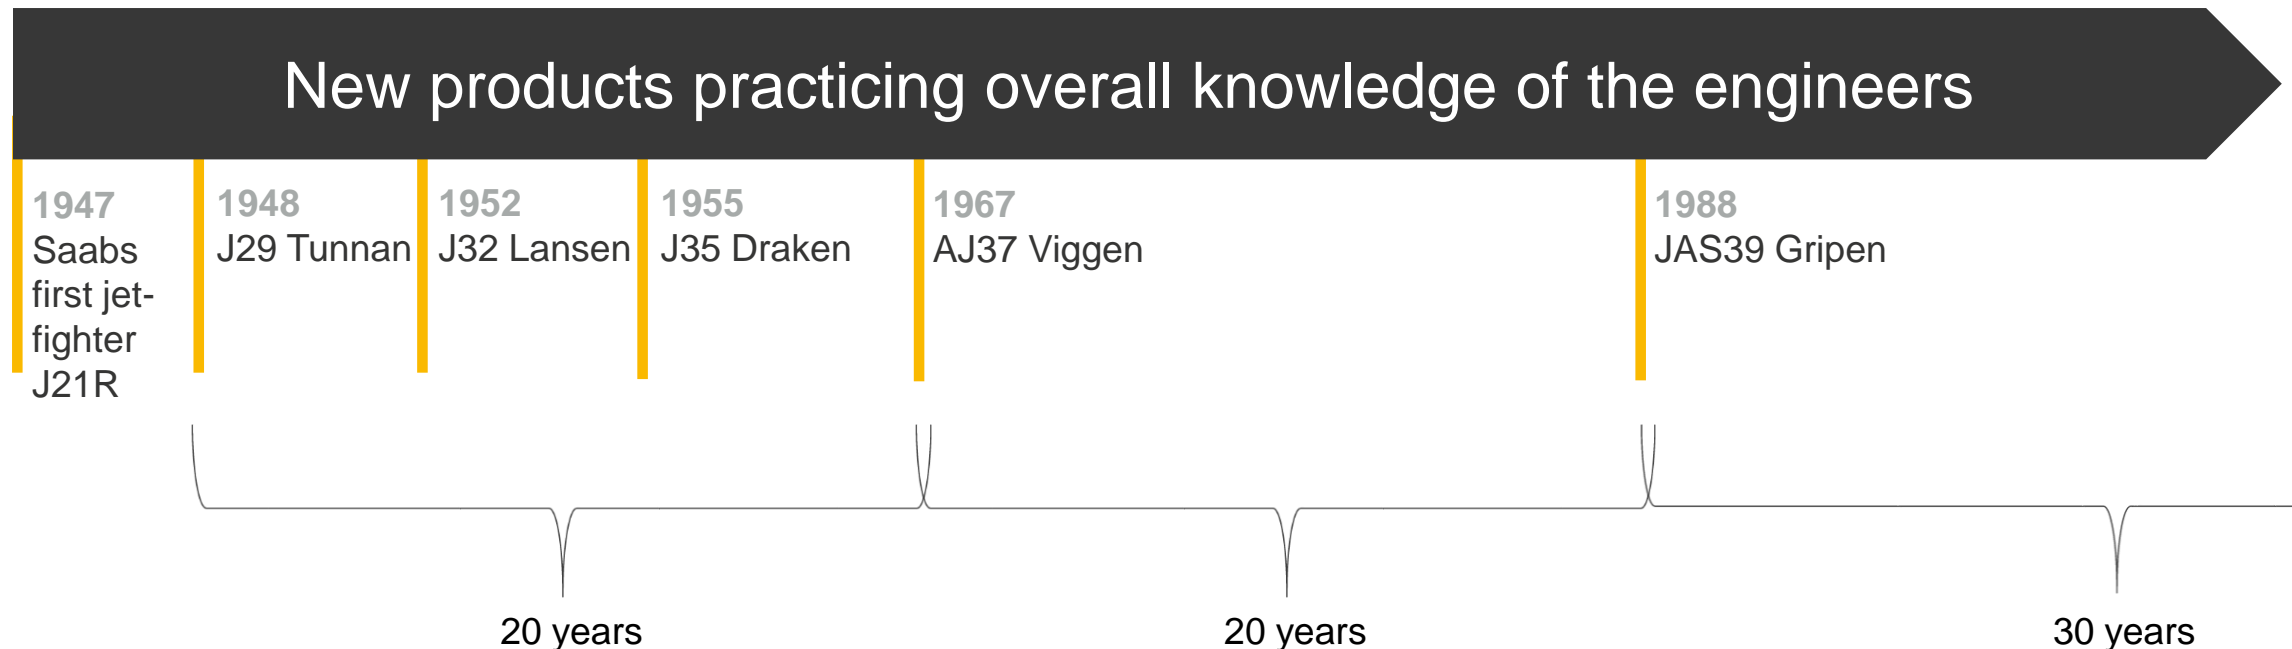 New products practicing overall knowledge of the engineers
1947
Saabs
first jet-
fighter
J21R
1948
J29 Tunnan
1952
J32 Lansen
1955
J35 Draken
1967
AJ37 Viggen
1988
JAS39 Gripen
20 years
20 years
30 years